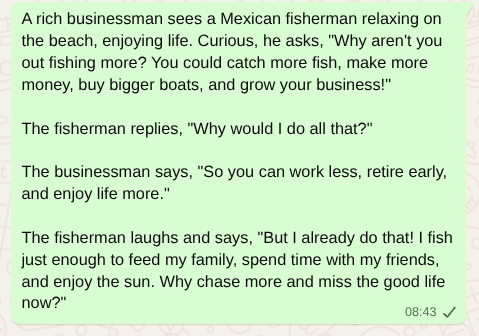 A rich businessman sees a Mexican fisherman relaxing on
the beach, enjoying life. Curious, he asks, "Why aren't you
out fishing more? You could catch more fish, make more
money, buy bigger boats, and grow your business!"
The fisherman replies, "Why would I do all that?"
The businessman says, "So you can work less, retire early,
and enjoy life more."
The fisherman laughs and says, "But I already do that! I fish
just enough to feed my family, spend time with my friends,
and enjoy the sun. Why chase more and miss the good life
now?"
08:43